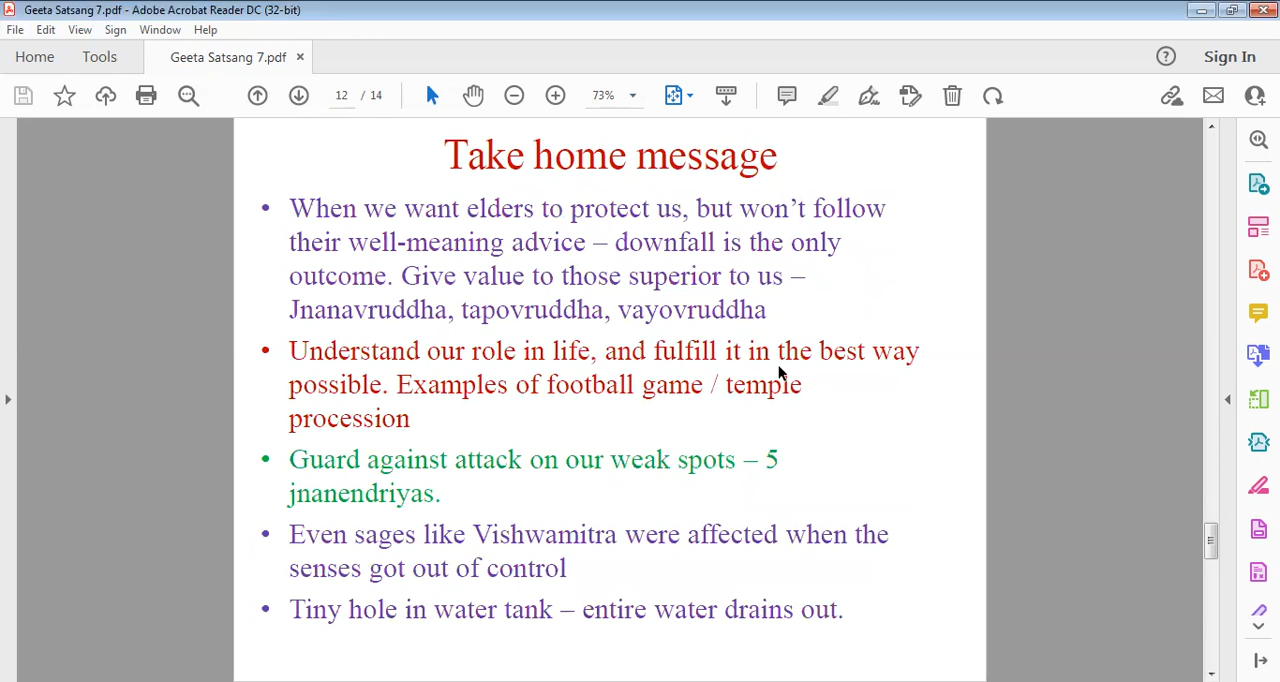 Geeta Satsang 7.pdf - Adobe Acrobat Reader DC (32-bit)
File Edit View Sign Window Help
Home Tools Geeta Satsang 7.pdf × Sign In
12 / 14 73%
Take home message
• When we want elders to protect us, but won’t follow
their well-meaning advice – downfall is the only
outcome. Give value to those superior to us –
Jnanavruddha, tapovruddha, vayovruddha
• Understand our role in life, and fulfill it in the best way
possible. Examples of football game / temple
procession
• Guard against attack on our weak spots – 5
jnanendriyas.
• Even sages like Vishwamitra were affected when the
senses got out of control
• Tiny hole in water tank – entire water drains out.